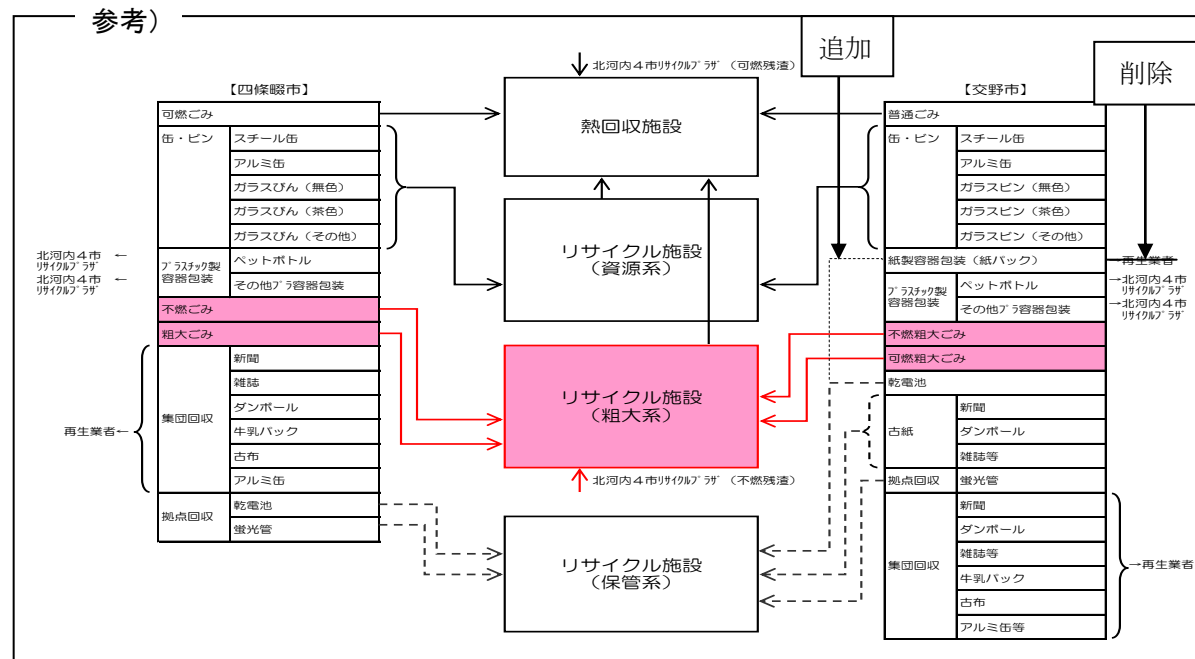 参考)
追加
削除
北河内4市ﾘｻｲｸﾙﾌﾟﾗｻﾞ（可燃残渣）
【四條畷市】
可燃ごみ
缶・ビン
スチール缶
アルミ缶
ガラスびん（無色）
ガラスびん（茶色）
ガラスびん（その他）
ﾌﾟﾗｽﾁｯｸ製
容器包装
ペットボトル
その他ﾌﾟﾗ容器包装
北河内4市 ←
ﾘｻｲｸﾙﾌﾟﾗｻﾞ
北河内4市 ←
ﾘｻｲｸﾙﾌﾟﾗｻﾞ
不燃ごみ
粗大ごみ
集団回収
新聞
雑誌
ダンボール
牛乳パック
古布
アルミ缶
再生業者←
拠点回収
乾電池
蛍光管
熱回収施設
リサイクル施設
（資源系）
リサイクル施設
（粗大系）
北河内4市ﾘｻｲｸﾙﾌﾟﾗｻﾞ（不燃残渣）
リサイクル施設
（保管系）
【交野市】
普通ごみ
缶・ビン
スチール缶
アルミ缶
ガラスビン（無色）
ガラスビン（茶色）
ガラスビン（その他）
紙製容器包装（紙パック）
→再生業者
ﾌﾟﾗｽﾁｯｸ製
容器包装
ペットボトル
その他ﾌﾟﾗ容器包装
→北河内4市
ﾘｻｲｸﾙﾌﾟﾗｻﾞ
→北河内4市
ﾘｻｲｸﾙﾌﾟﾗｻﾞ
不燃粗大ごみ
可燃粗大ごみ
乾電池
古紙
新聞
ダンボール
雑誌等
拠点回収
蛍光管
集団回収
新聞
ダンボール
雑誌等
牛乳パック
古布
アルミ缶等
→再生業者